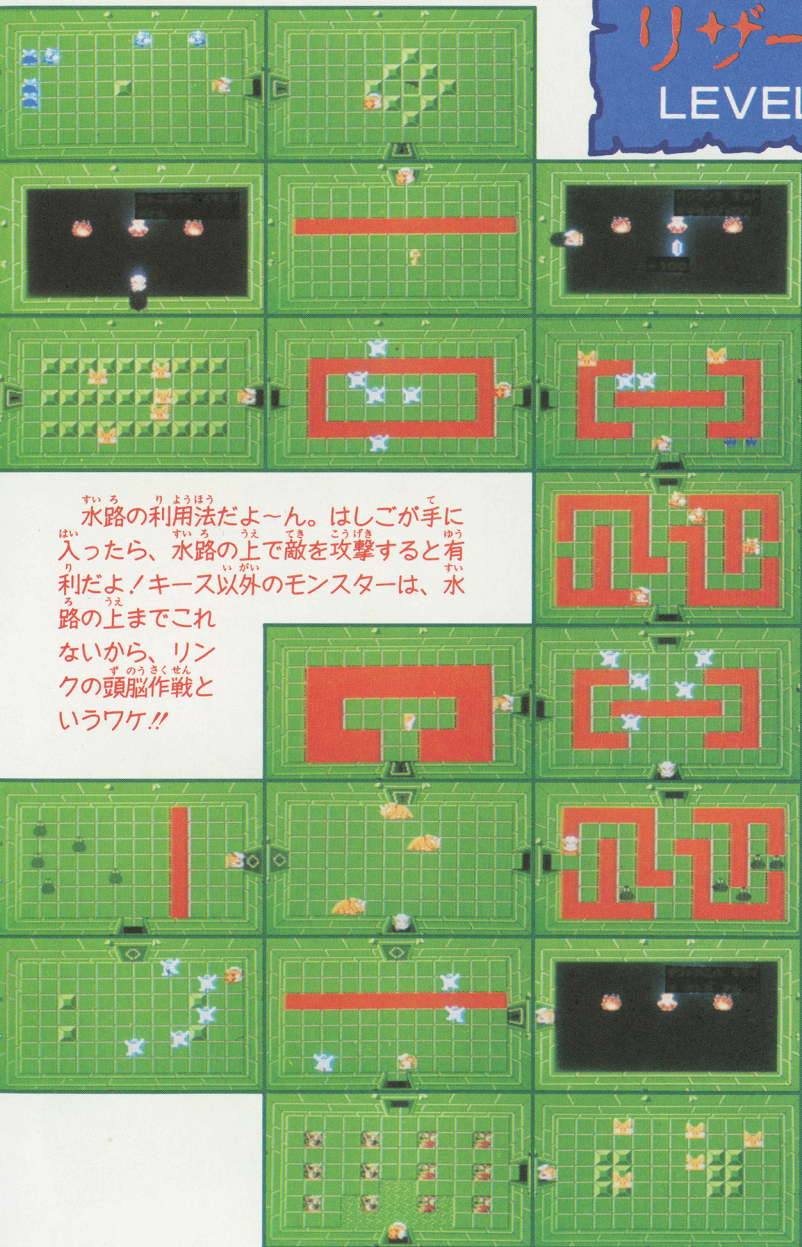 リザー
LEVEL
水路の利用法だよ〜ん。はしごが手に
入ったら、水路の上で敵を攻撃すると有
利だよ！キース以外のモンスターは、水
路の上までこれ
ないから、リン
クの頭脳作戦と
いうワケ!!